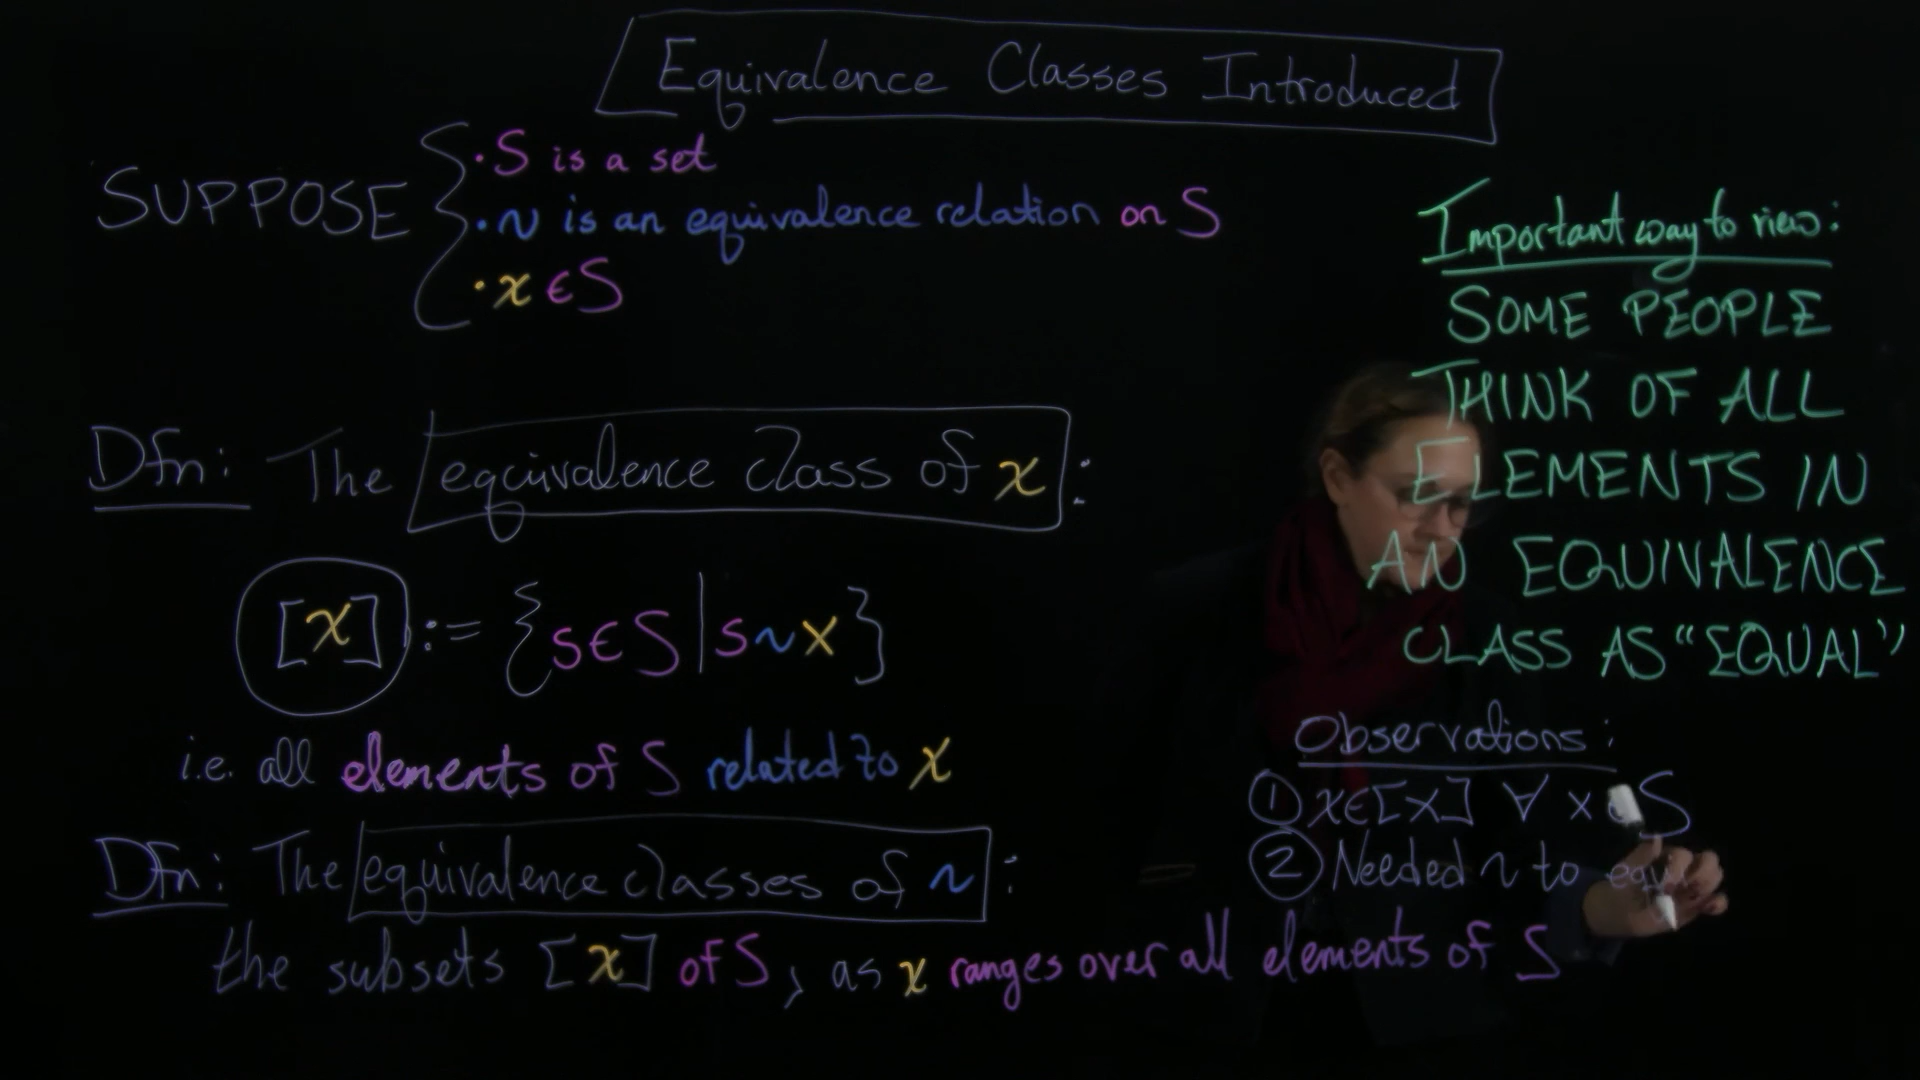 Equivalence Classes Introduced
SUPPOSE
• S is a set
• ~ is an equivalence relation on S
• x ∈ S
Dfn: The equivalence class of x :
[x] := {s ∈ S | s ~ x}
i.e. all elements of S related to x
Dfn: The equivalence classes of ~ :
the subsets [x] of S, as x ranges over all elements of S
Important way to view:
SOME PEOPLE
THINK OF ALL
ELEMENTS IN
AN EQUIVALENCE
CLASS AS "EQUAL"
Observations:
① x ∈ [x] ∀ x S
② Needed ~ to